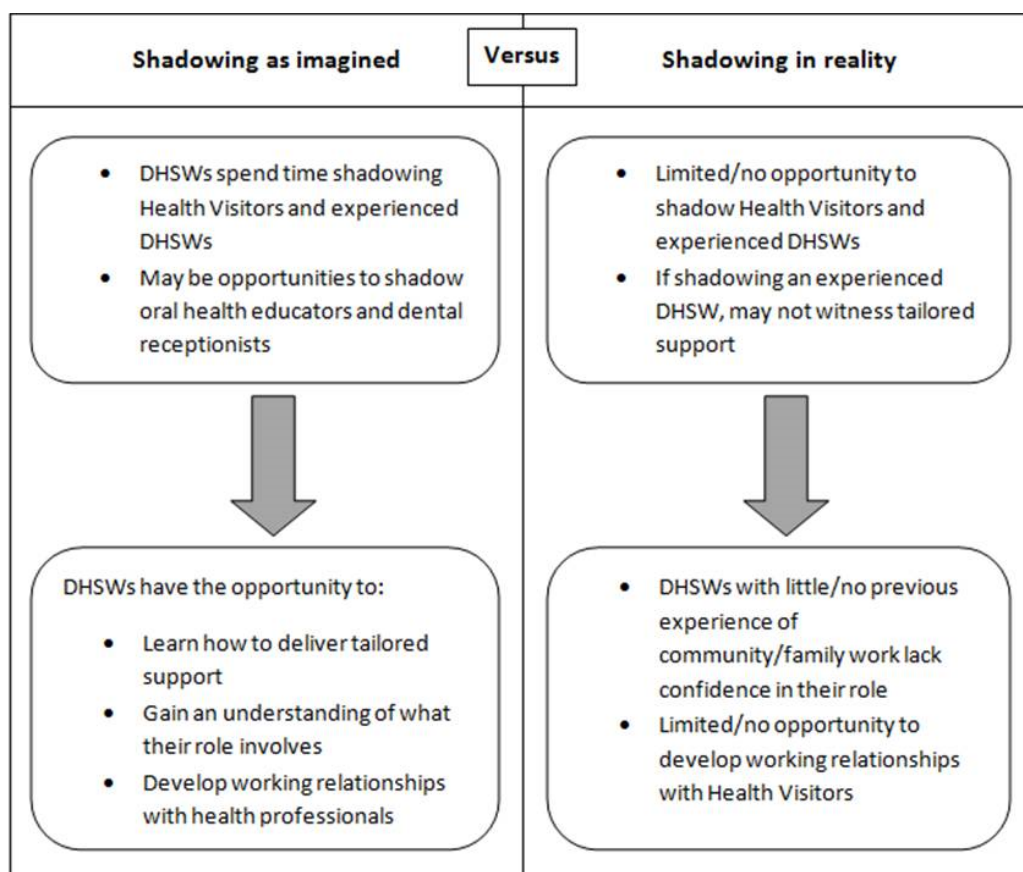 Shadowing as imagined
Versus
Shadowing in reality
• DHSWs spend time shadowing
Health Visitors and experienced
DHSWs
• May be opportunities to shadow
oral health educators and dental
receptionists
• Limited/no opportunity to
shadow Health Visitors and
experienced DHSWs
• If shadowing an experienced
DHSW, may not witness tailored
support
DHSWs have the opportunity to:
• Learn how to deliver tailored
support
• Gain an understanding of what
their role involves
• Develop working relationships
with health professionals
• DHSWs with little/no previous
experience of
community/family work lack
confidence in their role
• Limited/no opportunity to
develop working relationships
with Health Visitors